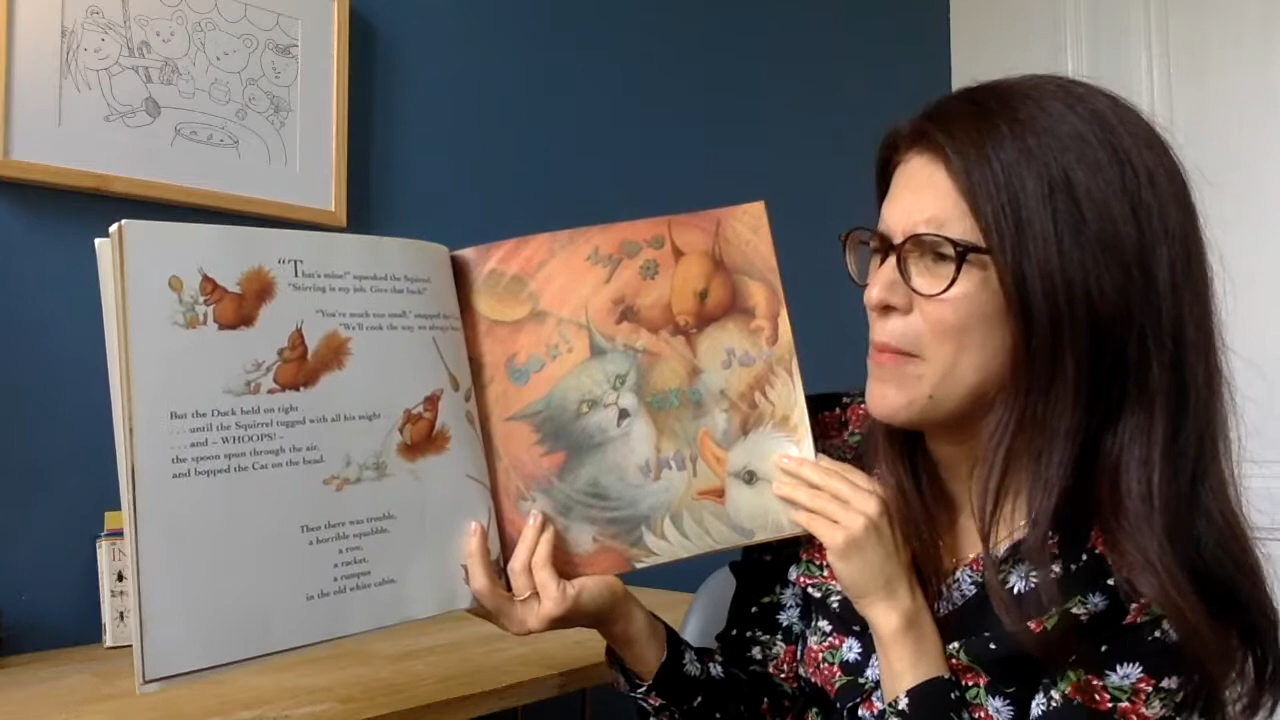 "That's mine!" squeaked the Squirrel.
"Stirring is my job. Give that back!"
"You're much too small," snapped the
"We'll cook the way we always
But the Duck held on tight . . .
. . . until the Squirrel tugged with all his might . . .
. . . and – WHOOPS! –
the spoon spun through the air,
and bopped the Cat on the head.
Then there was trouble,
a horrible squabble,
a row,
a racket,
a rumpus
in the old white cabin.
IN